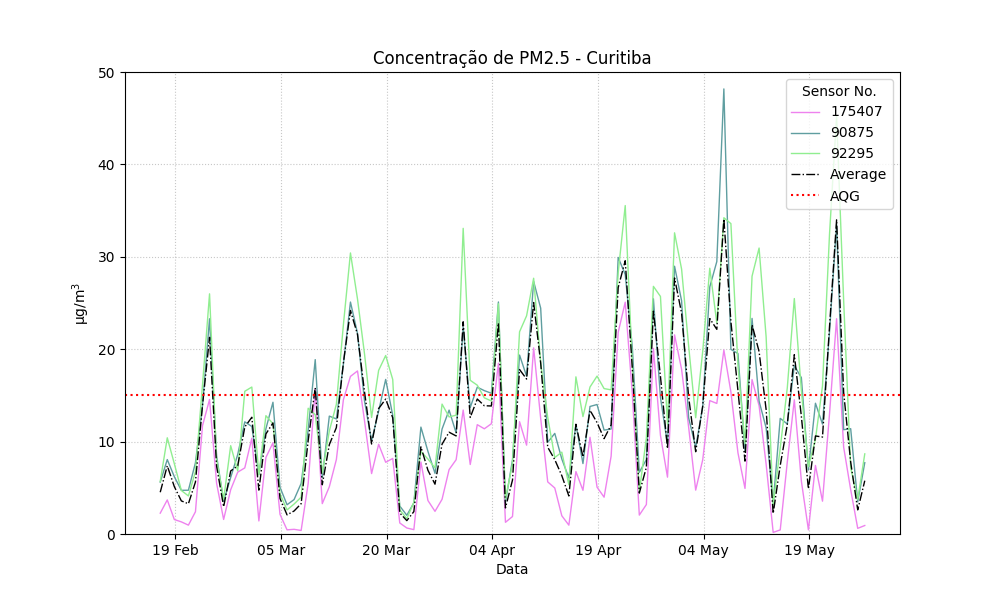 Concentração de PM2.5 - Curitiba
Sensor No.
175407
90875
92295
Average
AQG
50
40
30
20
10
0
µg/m³
19 Feb
05 Mar
20 Mar
04 Apr
19 Apr
04 May
19 May
Data